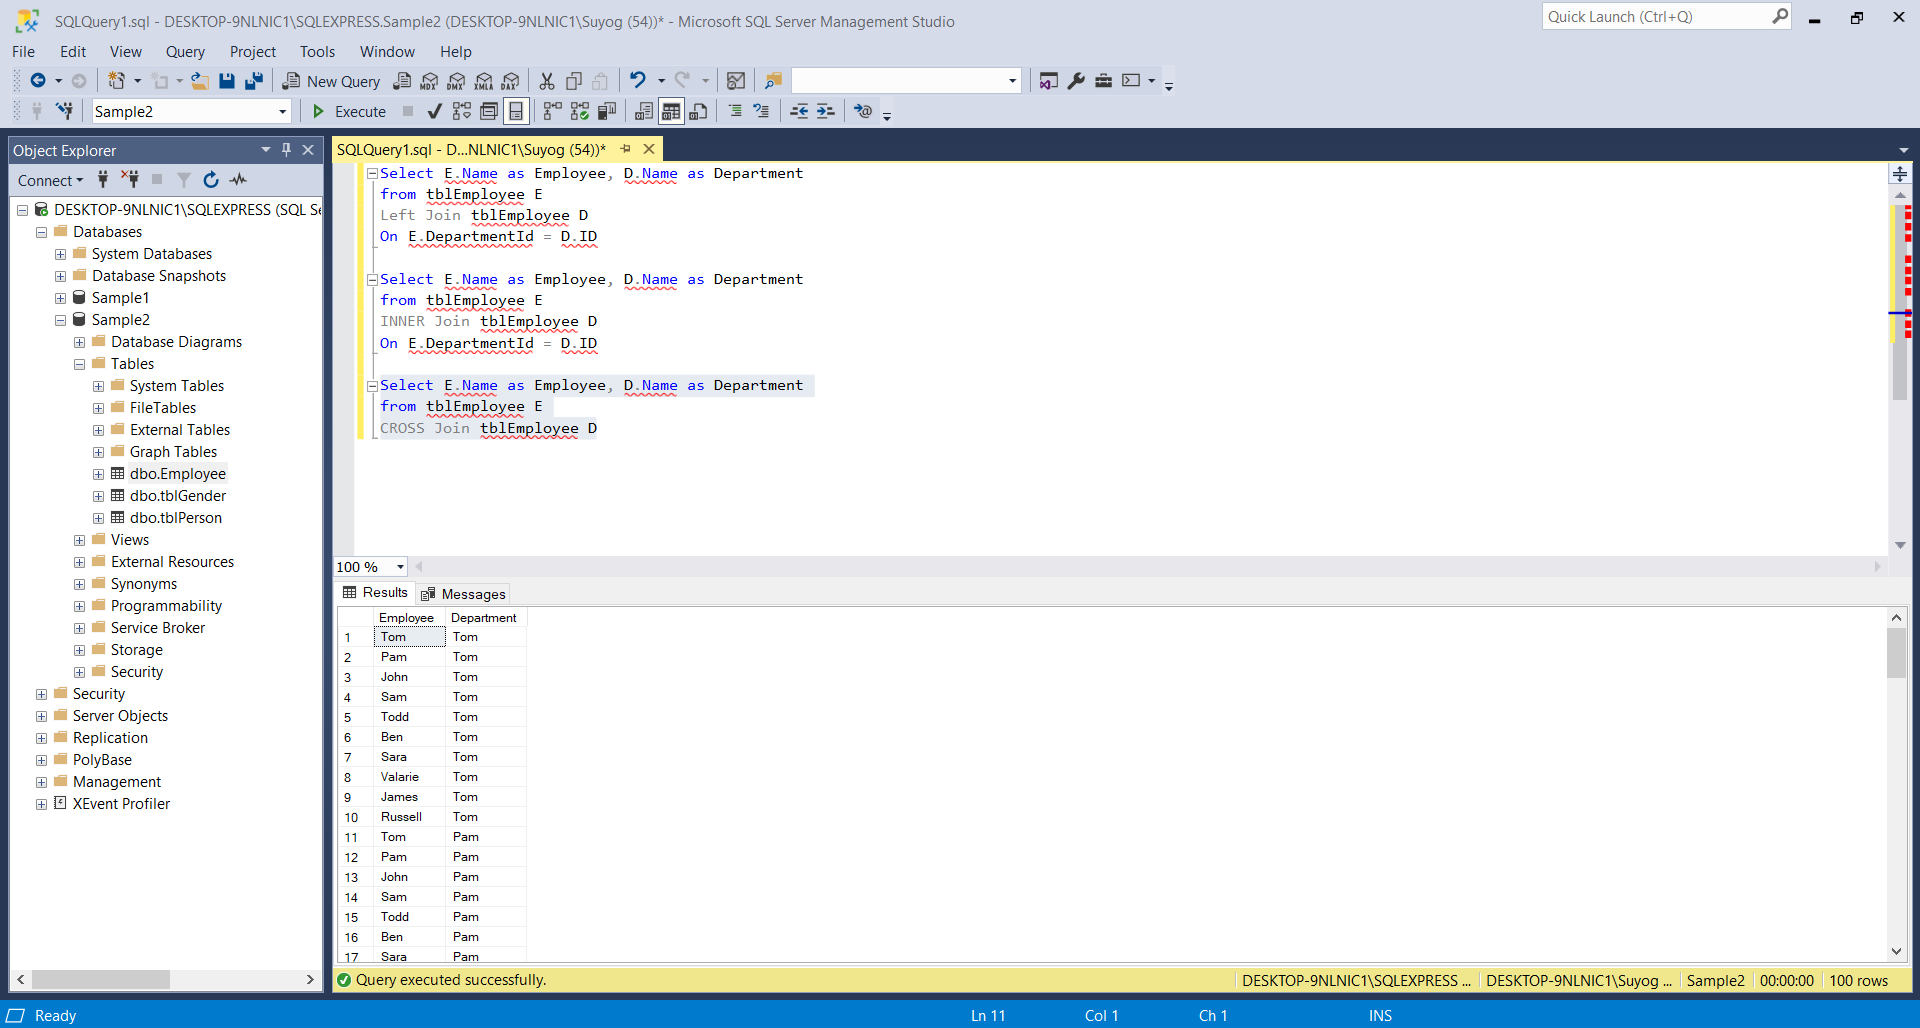 SQLQuery1.sql - DESKTOP-9NLNIC1\SQLEXPRESS.Sample2 (DESKTOP-9NLNIC1\Suyog (54))* - Microsoft SQL Server Management Studio
Quick Launch (Ctrl+Q)
File Edit View Query Project Tools Window Help
New Query MDX DMX XMLA DAX
Sample2 Execute
Object Explorer
Connect
DESKTOP-9NLNIC1\SQLEXPRESS (SQL Se
Databases
System Databases
Database Snapshots
Sample1
Sample2
Database Diagrams
Tables
System Tables
FileTables
External Tables
Graph Tables
dbo.Employee
dbo.tblGender
dbo.tblPerson
Views
External Resources
Synonyms
Programmability
Service Broker
Storage
Security
Security
Server Objects
Replication
PolyBase
Management
XEvent Profiler
SQLQuery1.sql - D...NLNIC1\Suyog (54))*
Select E.Name as Employee, D.Name as Department
from tblEmployee E
Left Join tblEmployee D
On E.DepartmentId = D.ID
Select E.Name as Employee, D.Name as Department
from tblEmployee E
INNER Join tblEmployee D
On E.DepartmentId = D.ID
Select E.Name as Employee, D.Name as Department
from tblEmployee E
CROSS Join tblEmployee D
100 %
Results Messages
Employee Department
1 Tom Tom
2 Pam Tom
3 John Tom
4 Sam Tom
5 Todd Tom
6 Ben Tom
7 Sara Tom
8 Valarie Tom
9 James Tom
10 Russell Tom
11 Tom Pam
12 Pam Pam
13 John Pam
14 Sam Pam
15 Todd Pam
16 Ben Pam
17 Sara Pam
Query executed successfully. DESKTOP-9NLNIC1\SQLEXPRESS ... DESKTOP-9NLNIC1\Suyog ... Sample2 00:00:00 100 rows
Ready Ln 11 Col 1 Ch 1 INS